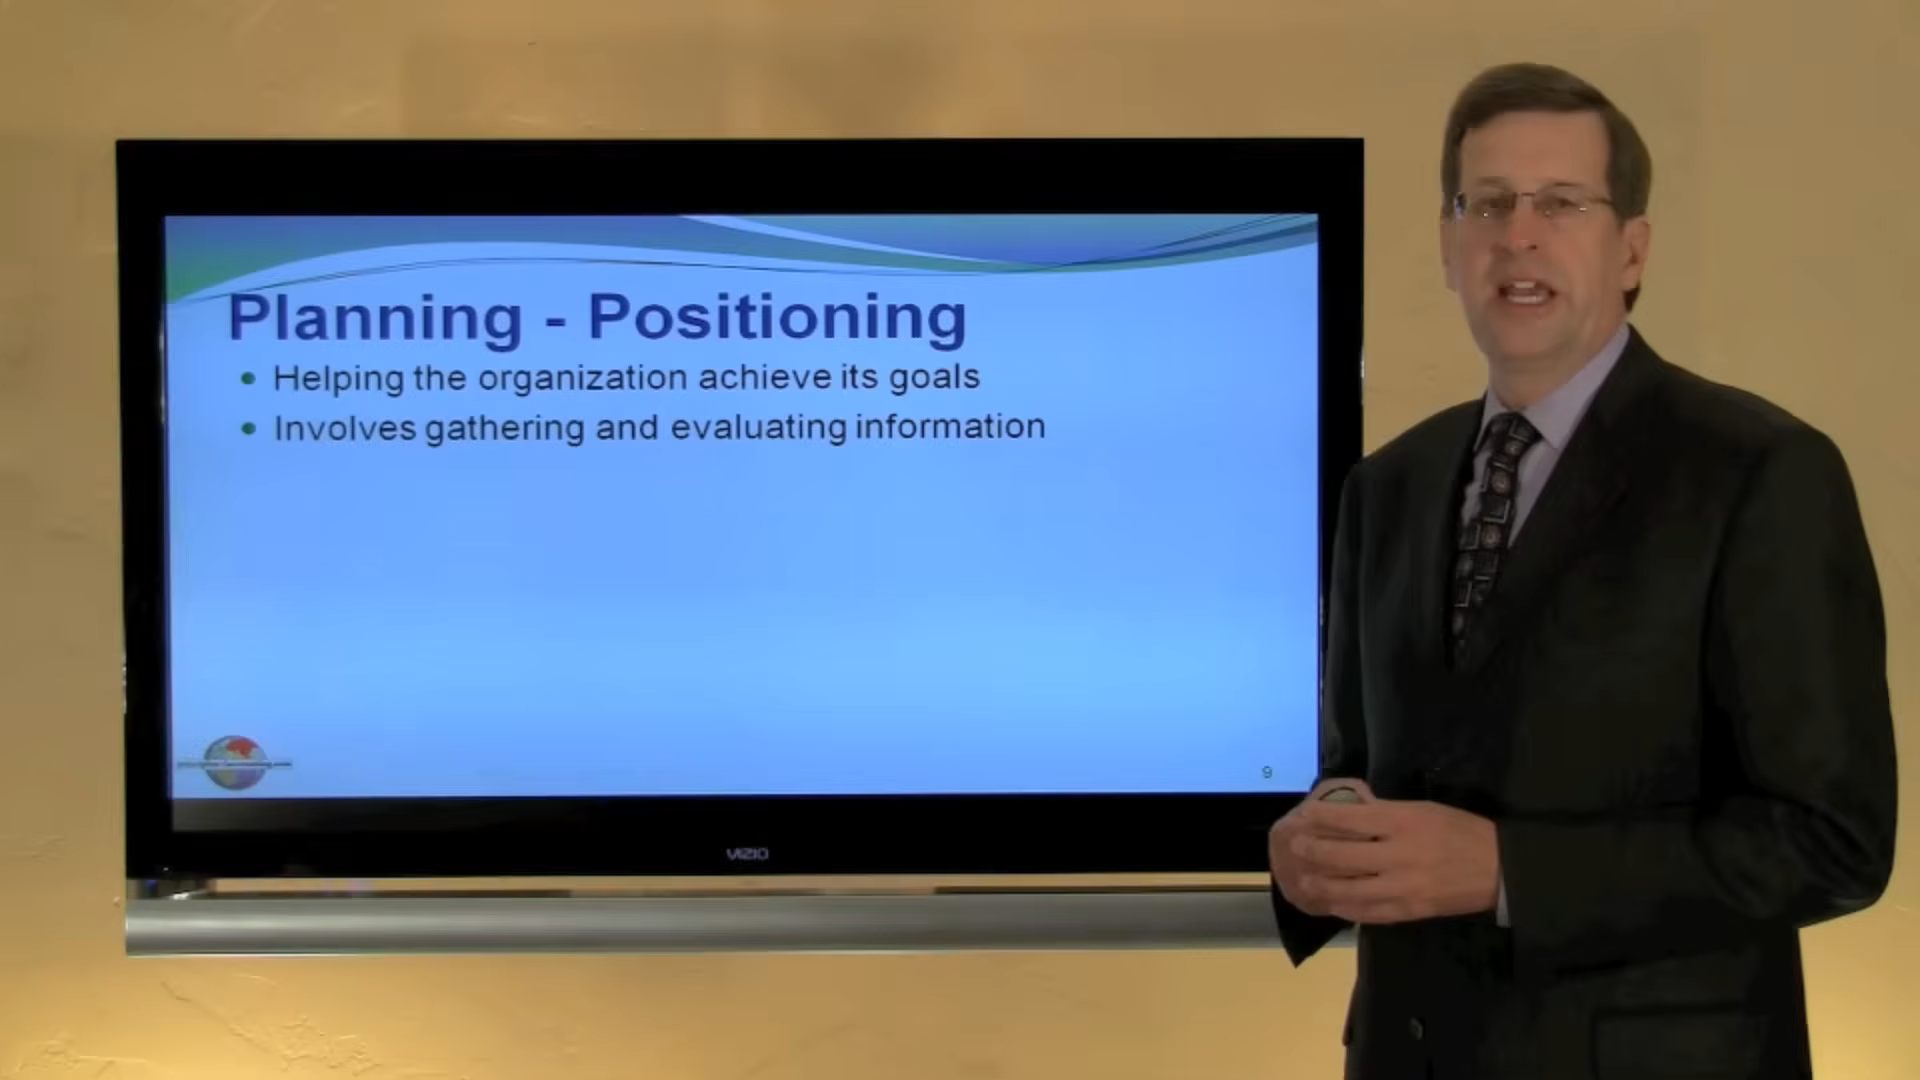 Planning - Positioning
• Helping the organization achieve its goals
• Involves gathering and evaluating information
9
VIZIO